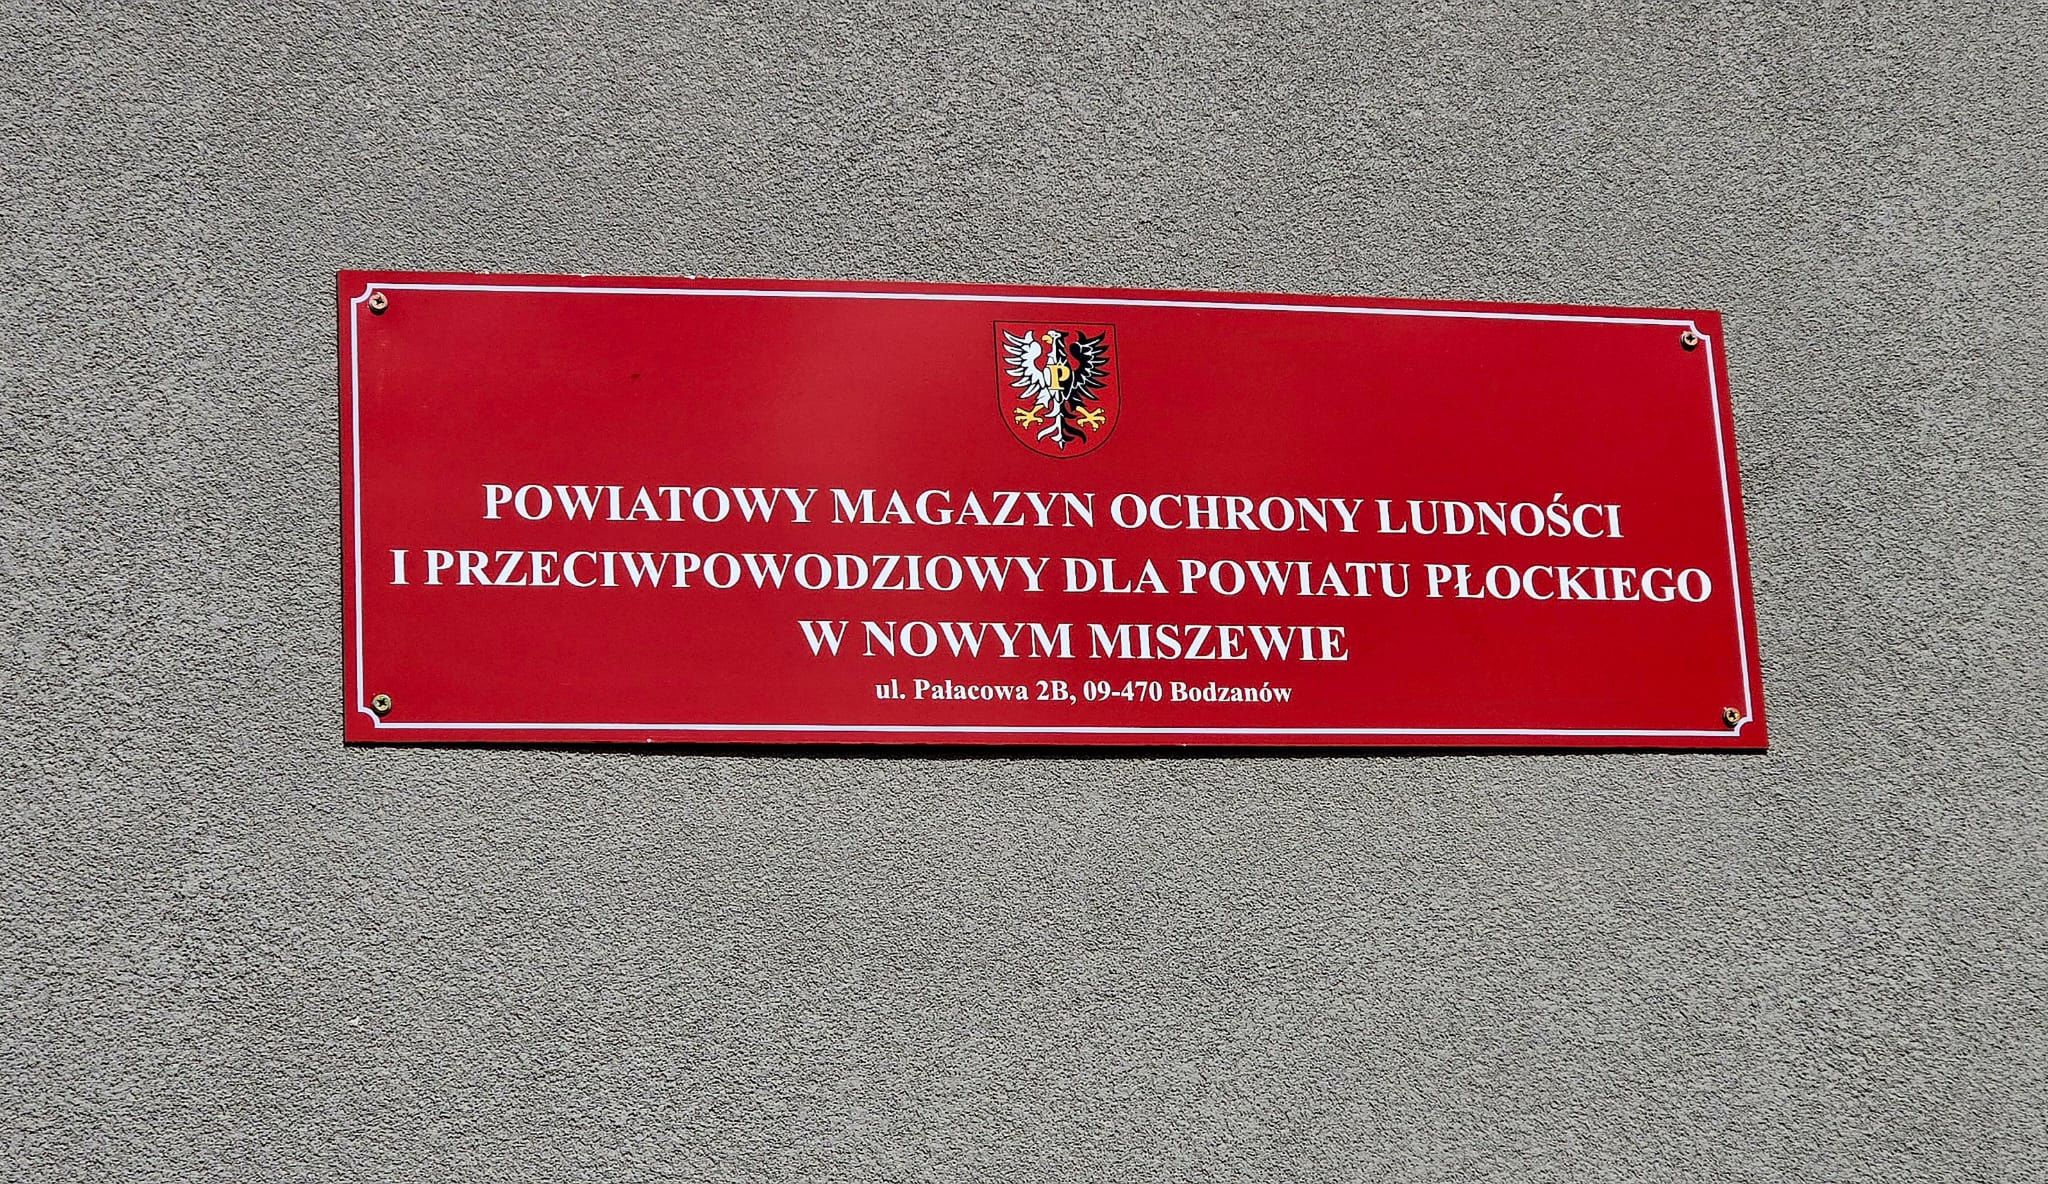 P
POWIATOWY MAGAZYN OCHRONY LUDNOŚCI
I PRZECIWPOWODZIOWY DLA POWIATU PŁOCKIEGO
W NOWYM MISZEWIE
ul. Pałacowa 2B, 09-470 Bodzanów